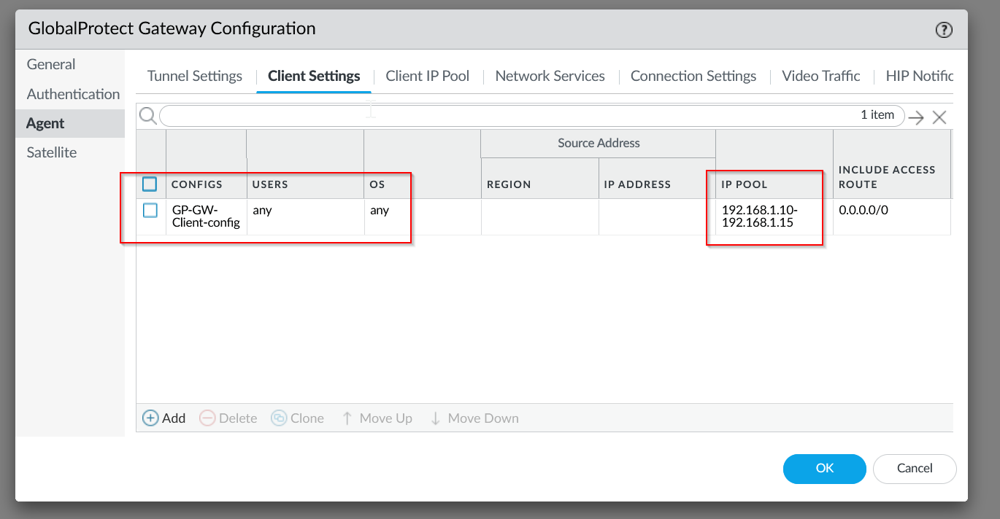 GlobalProtect Gateway Configuration
?
General
Authentication
Agent
Satellite
Tunnel Settings
Client Settings
Client IP Pool
Network Services
Connection Settings
Video Traffic
HIP Notific
1 item
Source Address
CONFIGS
USERS
OS
REGION
IP ADDRESS
IP POOL
INCLUDE ACCESS
ROUTE
GP-GW-
Client-config
any
any
192.168.1.10-
192.168.1.15
0.0.0.0/0
Add
Delete
Clone
Move Up
Move Down
OK
Cancel